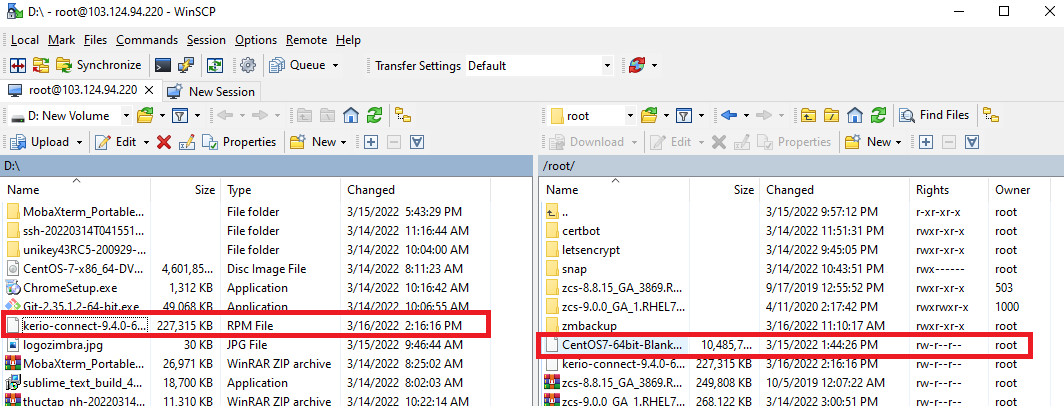 D:\ - root@103.124.94.220 - WinSCP
Local Mark Files Commands Session Options Remote Help
Synchronize Queue Transfer Settings Default
root@103.124.94.220 New Session
D: New Volume root Find Files
Upload Edit Properties New Download Edit Properties New
D:\ /root/
Name Size Type Changed Name Size Changed Rights Owner
MobaXterm_Portable... File folder 3/15/2022 5:43:29 PM .. 3/15/2022 9:57:12 PM r-xr-xr-x root
ssh-20220314T041551... File folder 3/14/2022 11:16:44 AM certbot 3/14/2022 11:51:31 PM rwxr-xr-x root
unikey43RC5-200929-... File folder 3/14/2022 10:04:00 AM letsencrypt 3/14/2022 9:45:05 PM rwxr-xr-x root
CentOS-7-x86_64-DV... 4,601,85... Disc Image File 3/14/2022 8:11:23 AM snap 3/14/2022 10:43:51 PM rwx------ root
ChromeSetup.exe 1,312 KB Application 3/14/2022 10:16:42 AM zcs-8.8.15_GA_3869.R... 9/17/2019 12:55:52 PM rwxr-xr-x 503
Git-2.35.1.2-64-bit.exe 49,068 KB Application 3/14/2022 10:06:55 AM zcs-9.0.0_GA_1.RHEL7... 4/11/2020 2:17:42 PM rwxrwxr-x 1000
kerio-connect-9.4.0-6... 227,315 KB RPM File 3/16/2022 2:16:16 PM zmbackup 3/16/2022 11:10:17 AM rwxr-xr-x root
logozimbra.jpg JPG File 3/15/2022 9:46:44 AM CentOS7-64bit-Blank... 10,485,7... 3/15/2022 1:44:26 PM rw-r--r-- root
MobaXterm_Portable... 26,971 KB WinRAR ZIP archive 3/14/2022 8:25:02 AM kerio-connect-9.4.0-6... 227,315 KB 3/16/2022 2:16:16 PM rw-r--r-- root
sublime_text_build_4... 18,700 KB Application 3/14/2022 8:02:03 AM zcs-8.8.15_GA_3869.R... 249,808 KB 10/5/2019 12:07:22 AM rw-r--r-- root
thuctap_nh-20220314... 11,310 KB WinRAR ZIP archive 3/14/2022 10:22:14 AM zcs-9.0.0_GA_1.RHEL7... 268,122 KB 3/14/2022 3:00:51 PM rw-r--r-- root